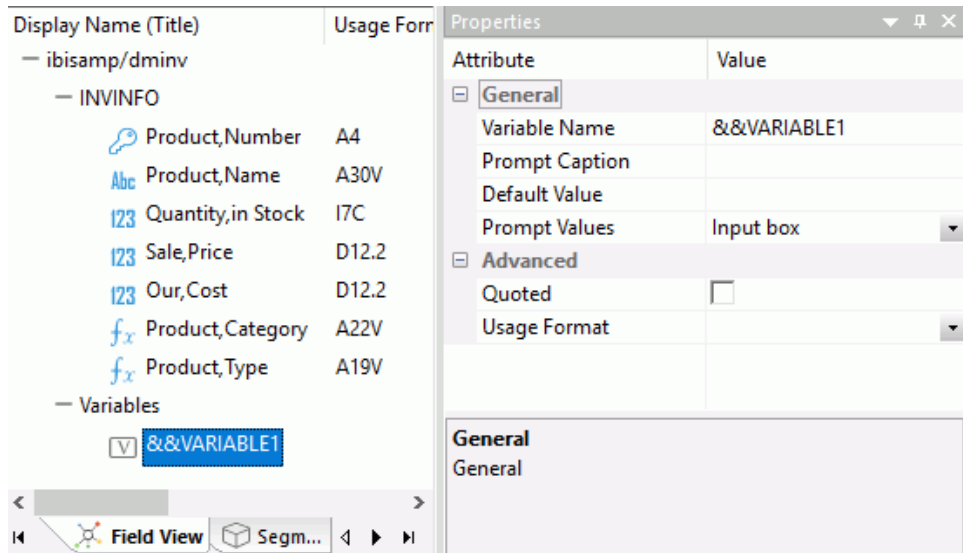 Display Name (Title) Usage Forr
ibisamp/dminv
INVINFO
Product,Number A4
Abc Product,Name A30V
123 Quantity,in Stock I7C
123 Sale,Price D12.2
123 Our,Cost D12.2
fx Product,Category A22V
fx Product,Type A19V
Variables
V &&VARIABLE1
Field View Segm...
Properties
Attribute Value
General
Variable Name &&VARIABLE1
Prompt Caption
Default Value
Prompt Values Input box
Advanced
Quoted
Usage Format
General
General